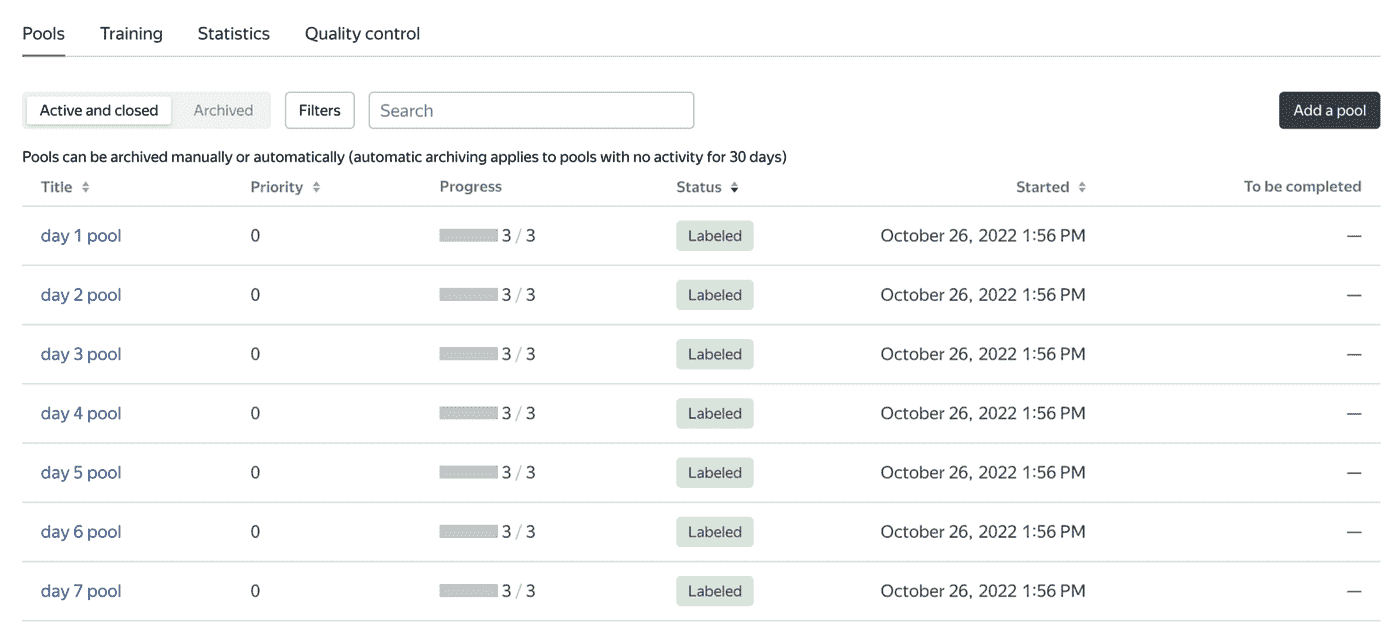 Pools Training Statistics Quality control
Active and closed Archived Filters Search Add a pool
Pools can be archived manually or automatically (automatic archiving applies to pools with no activity for 30 days)
Title Priority Progress Status Started To be completed
day 1 pool 0 3 / 3 Labeled October 26, 2022 1:56 PM —
day 2 pool 0 3 / 3 Labeled October 26, 2022 1:56 PM —
day 3 pool 0 3 / 3 Labeled October 26, 2022 1:56 PM —
day 4 pool 0 3 / 3 Labeled October 26, 2022 1:56 PM —
day 5 pool 0 3 / 3 Labeled October 26, 2022 1:56 PM —
day 6 pool 0 3 / 3 Labeled October 26, 2022 1:56 PM —
day 7 pool 0 3 / 3 Labeled October 26, 2022 1:56 PM —